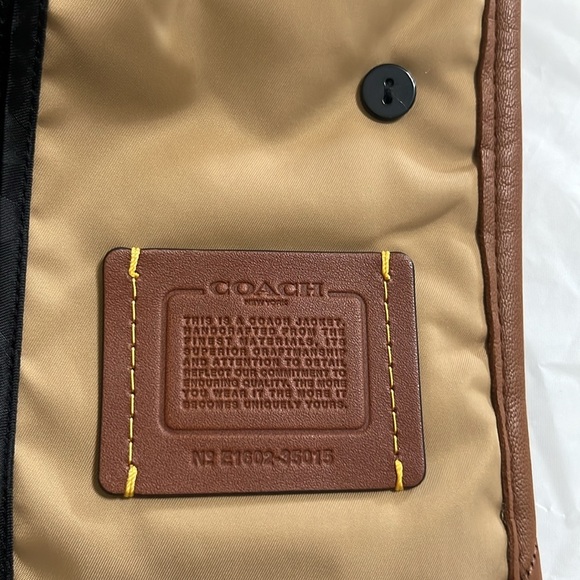 COACH
NEW YORK
THIS IS A COACH JACKET.
HANDCRAFTED FROM THE
FINEST MATERIALS, ITS
SUPERIOR CRAFTSMANSHIP
AND ATTENTION TO DETAIL
REFLECT OUR COMMITMENT TO
ENDURING QUALITY. THE MORE
YOU WEAR IT THE MORE IT
BECOMES UNIQUELY YOURS.
Nº E1602-35015